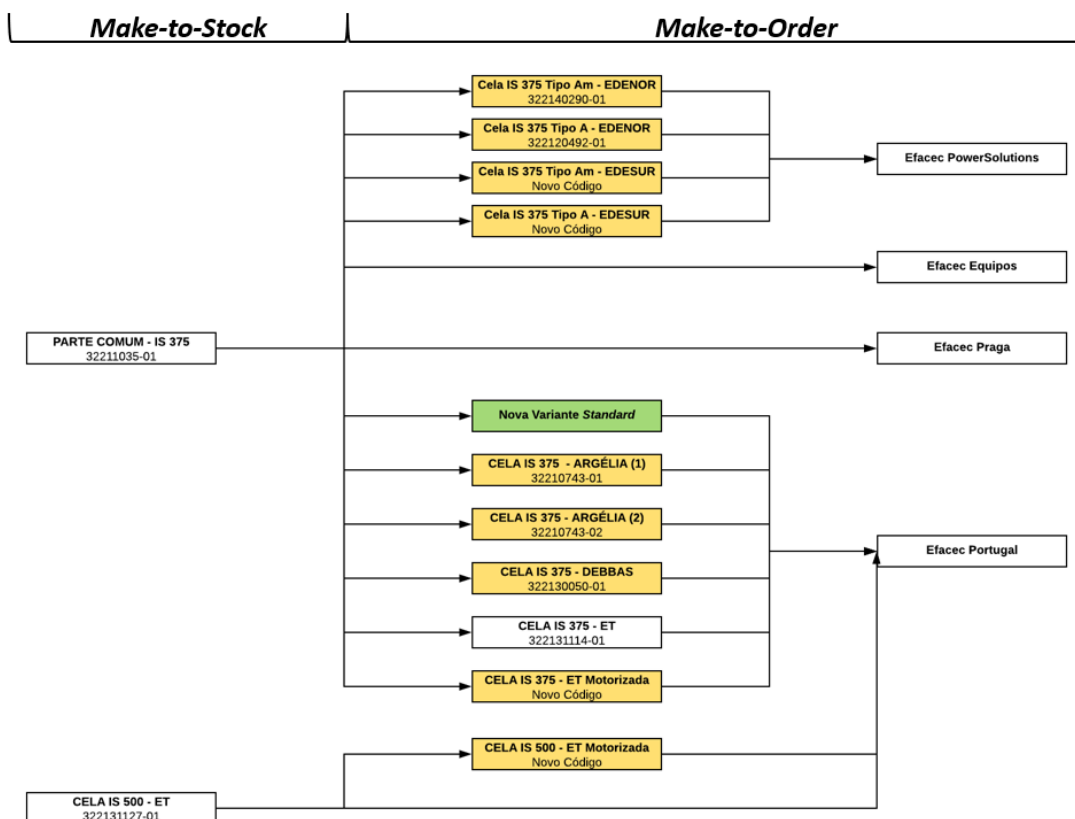 Make-to-Stock
Make-to-Order
Cela IS 375 Tipo Am - EDENOR
322140290-01
Cela IS 375 Tipo A - EDENOR
322120492-01
Cela IS 375 Tipo Am - EDESUR
Novo Código
Cela IS 375 Tipo A - EDESUR
Novo Código
Efacec PowerSolutions
Efacec Equipos
PARTE COMUM - IS 375
32211035-01
Efacec Praga
Nova Variante Standard
CELA IS 375 - ARGÉLIA (1)
32210743-01
CELA IS 375 - ARGÉLIA (2)
32210743-02
CELA IS 375 - DEBBAS
322130050-01
CELA IS 375 - ET
322131114-01
CELA IS 375 - ET Motorizada
Novo Código
Efacec Portugal
CELA IS 500 - ET Motorizada
Novo Código
CELA IS 500 - ET
322131127-01